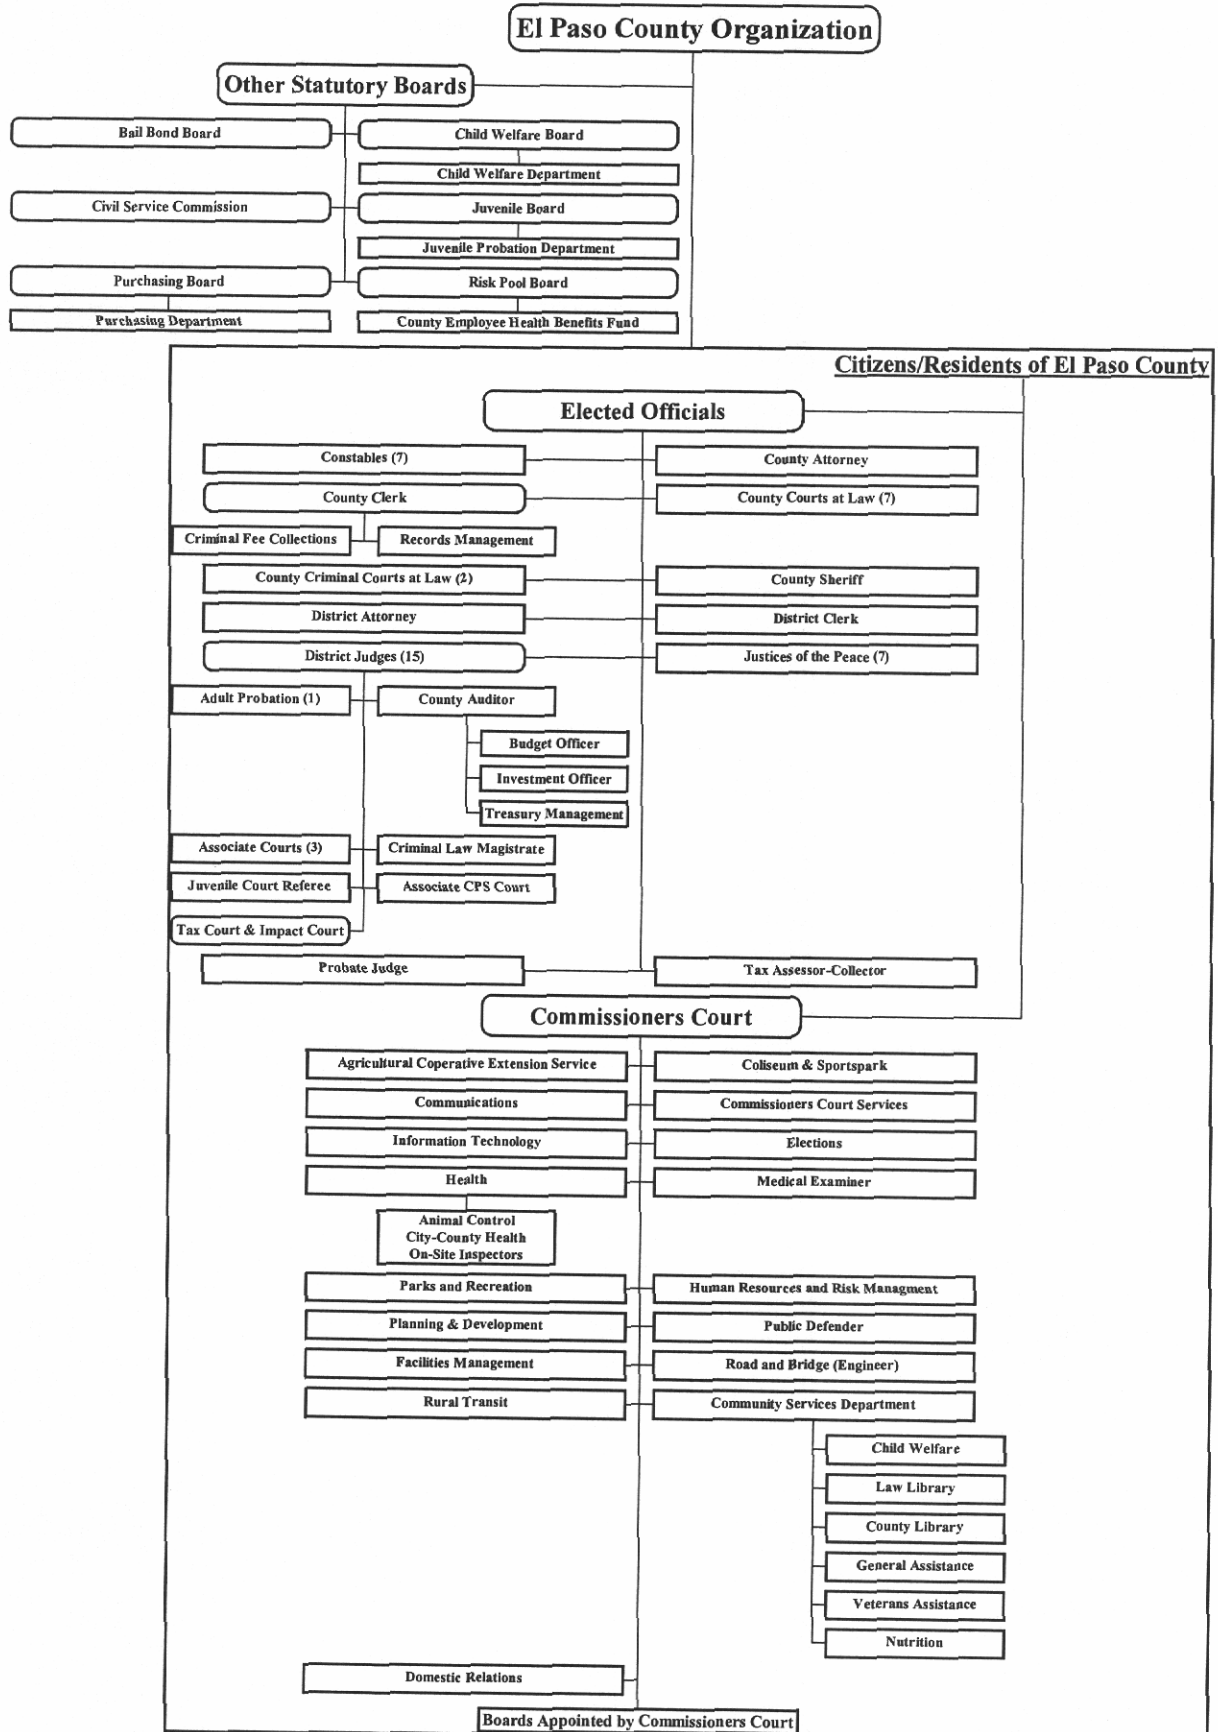 El Paso County Organization
Other Statutory Boards
Bail Bond Board
Child Welfare Board
Child Welfare Department
Civil Service Commission
Juvenile Board
Juvenile Probation Department
Purchasing Board
Risk Pool Board
Purchasing Department
County Employee Health Benefits Fund
Citizens/Residents of El Paso County
Elected Officials
Constables (7)
County Attorney
County Clerk
County Courts at Law (7)
Criminal Fee Collections
Records Management
County Criminal Courts at Law (2)
County Sheriff
District Attorney
District Clerk
District Judges (15)
Justices of the Peace (7)
Adult Probation (1)
County Auditor
Budget Officer
Investment Officer
Treasury Management
Associate Courts (3)
Criminal Law Magistrate
Juvenile Court Referee
Associate CPS Court
Tax Court & Impact Court
Probate Judge
Tax Assessor-Collector
Commissioners Court
Agricultural Coperative Extension Service
Coliseum & Sportspark
Communications
Commissioners Court Services
Information Technology
Elections
Health
Medical Examiner
Animal Control
City-County Health
On-Site Inspectors
Parks and Recreation
Human Resources and Risk Managment
Planning & Development
Public Defender
Facilities Management
Road and Bridge (Engineer)
Rural Transit
Community Services Department
Child Welfare
Law Library
County Library
General Assistance
Veterans Assistance
Nutrition
Domestic Relations
Boards Appointed by Commissioners Court